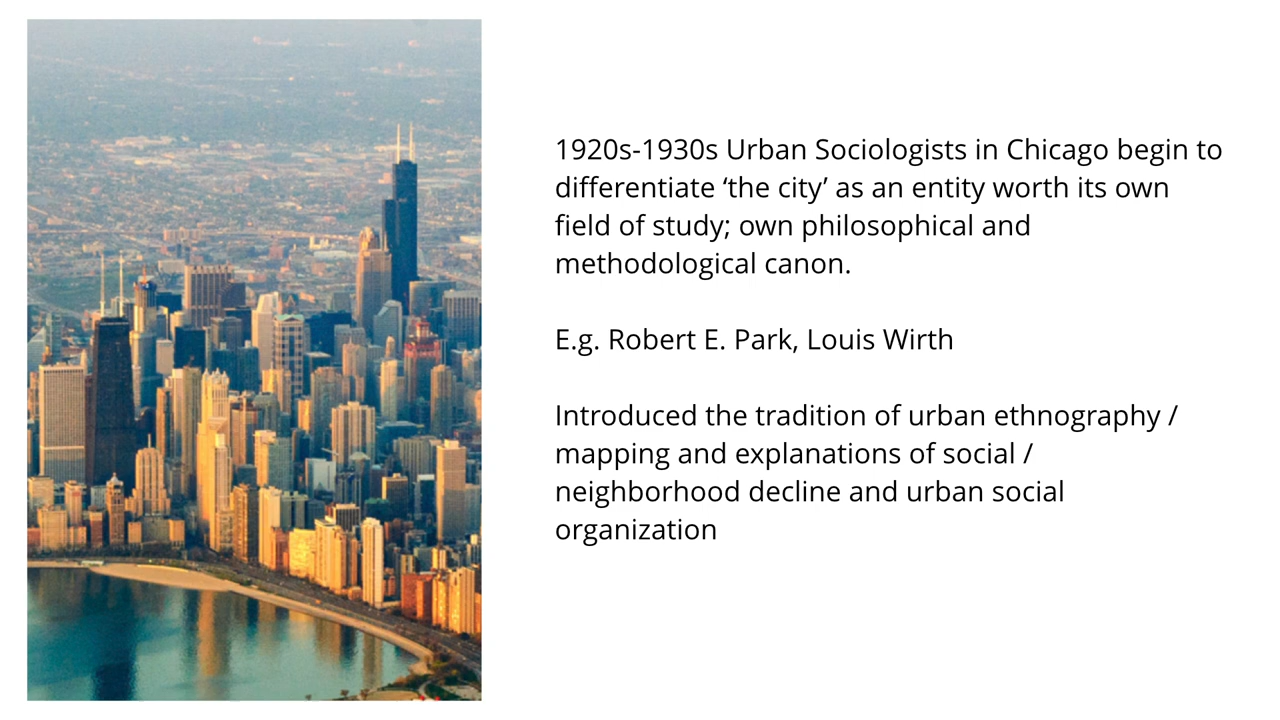 1920s-1930s Urban Sociologists in Chicago begin to
differentiate ‘the city’ as an entity worth its own
field of study; own philosophical and
methodological canon.
E.g. Robert E. Park, Louis Wirth
Introduced the tradition of urban ethnography /
mapping and explanations of social /
neighborhood decline and urban social
organization